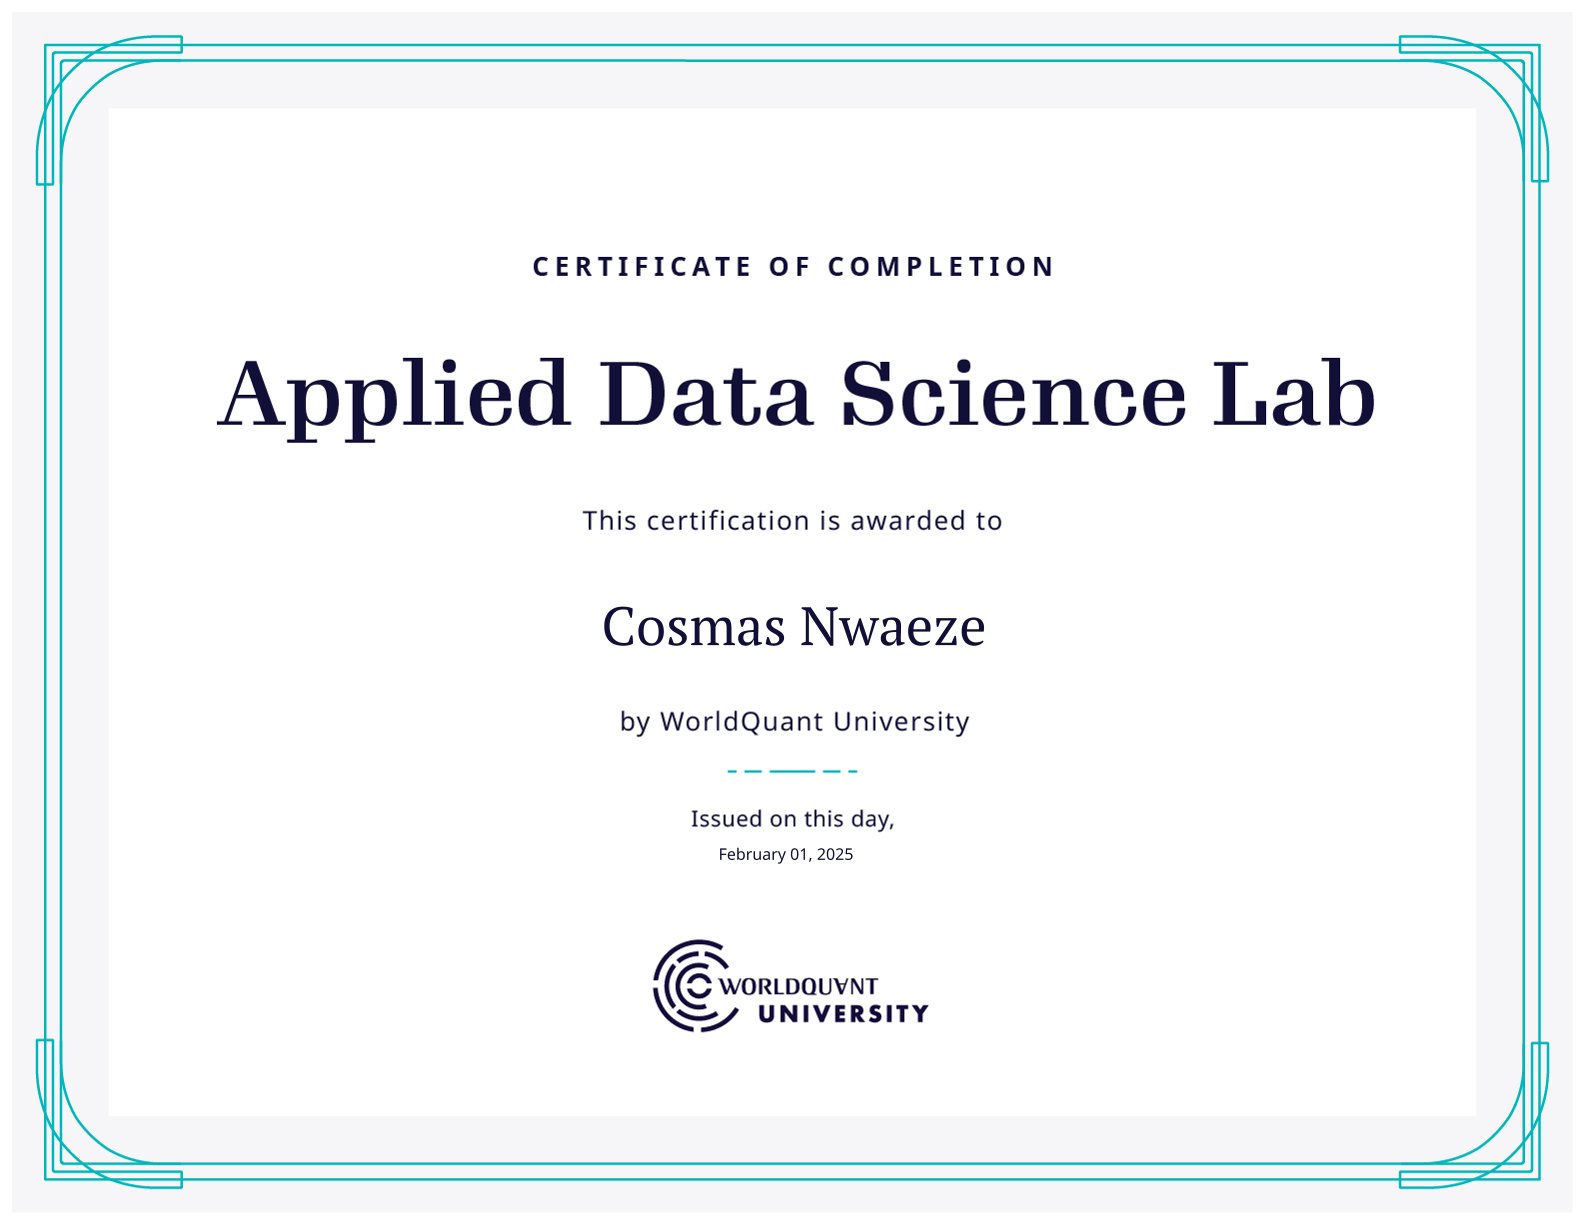 CERTIFICATE OF COMPLETION
Applied Data Science Lab
This certification is awarded to
Cosmas Nwaeze
by WorldQuant University
Issued on this day,
February 01, 2025
WORLDQUANT
UNIVERSITY